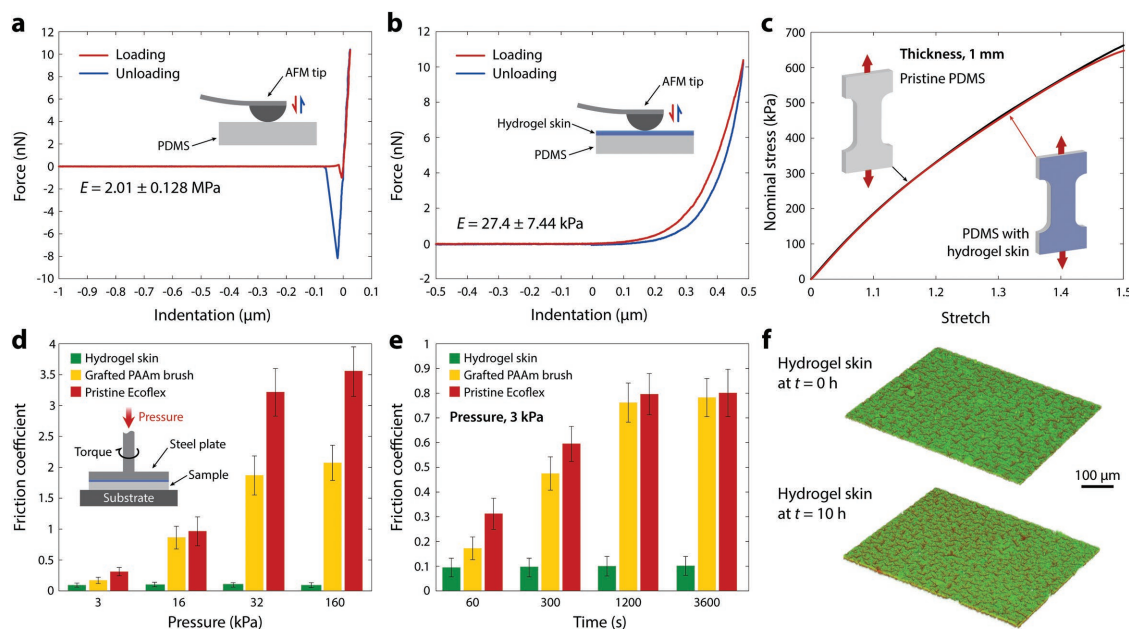 a
Force (nN)
12
10
8
6
4
2
0
-2
-4
-6
-8
-10
-1
-0.9
-0.8
-0.7
-0.6
-0.5
-0.4
-0.3
-0.2
-0.1
0
0.1
Indentation (μm)
Loading
Unloading
AFM tip
PDMS
E = 2.01 ± 0.128 MPa
b
Force (nN)
12
10
8
6
4
2
0
-2
-0.5
-0.4
-0.3
-0.2
-0.1
0
0.1
0.2
0.3
0.4
0.5
Indentation (μm)
Loading
Unloading
AFM tip
Hydrogel skin
PDMS
E = 27.4 ± 7.44 kPa
c
Nominal stress (kPa)
700
600
500
400
300
200
100
0
0
1.1
1.2
1.3
1.4
1.5
Stretch
Thickness, 1 mm
Pristine PDMS
PDMS with
hydrogel skin
d
Friction coefficient
4
3.5
3
2.5
2
1.5
1
0.5
0
3
16
32
160
Pressure (kPa)
Hydrogel skin
Grafted PAAm brush
Pristine Ecoflex
Pressure
Torque
Steel plate
Sample
Substrate
e
Friction coefficient
1
0.9
0.8
0.7
0.6
0.5
0.4
0.3
0.2
0.1
0
60
300
1200
3600
Time (s)
Hydrogel skin
Grafted PAAm brush
Pristine Ecoflex
Pressure, 3 kPa
f
Hydrogel skin
at t = 0 h
100 μm
Hydrogel skin
at t = 10 h